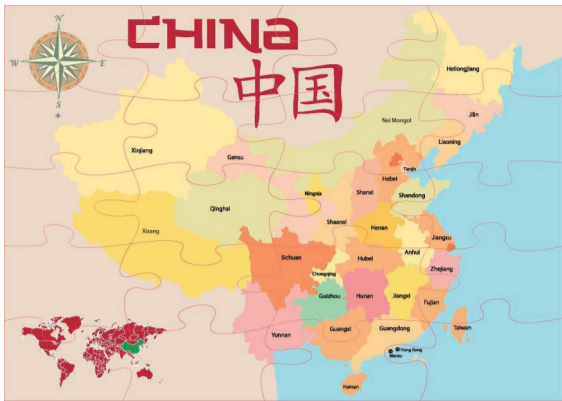 CHINA
中国
N
W
E
S
Heilongjiang
Jilin
Nei Mongol
Liaoning
Xinjiang
Gansu
Tianjin
Hebei
Ningxia
Shanxi
Shandong
Qinghai
Shaanxi
Henan
Jiangsu
Xizang
Sichuan
Hubei
Anhui
Chongqing
Zhejiang
Guizhou
Hunan
Jiangxi
Fujian
Yunnan
Guangxi
Guangdong
Taiwan
Hong Kong
Macau
Hainan